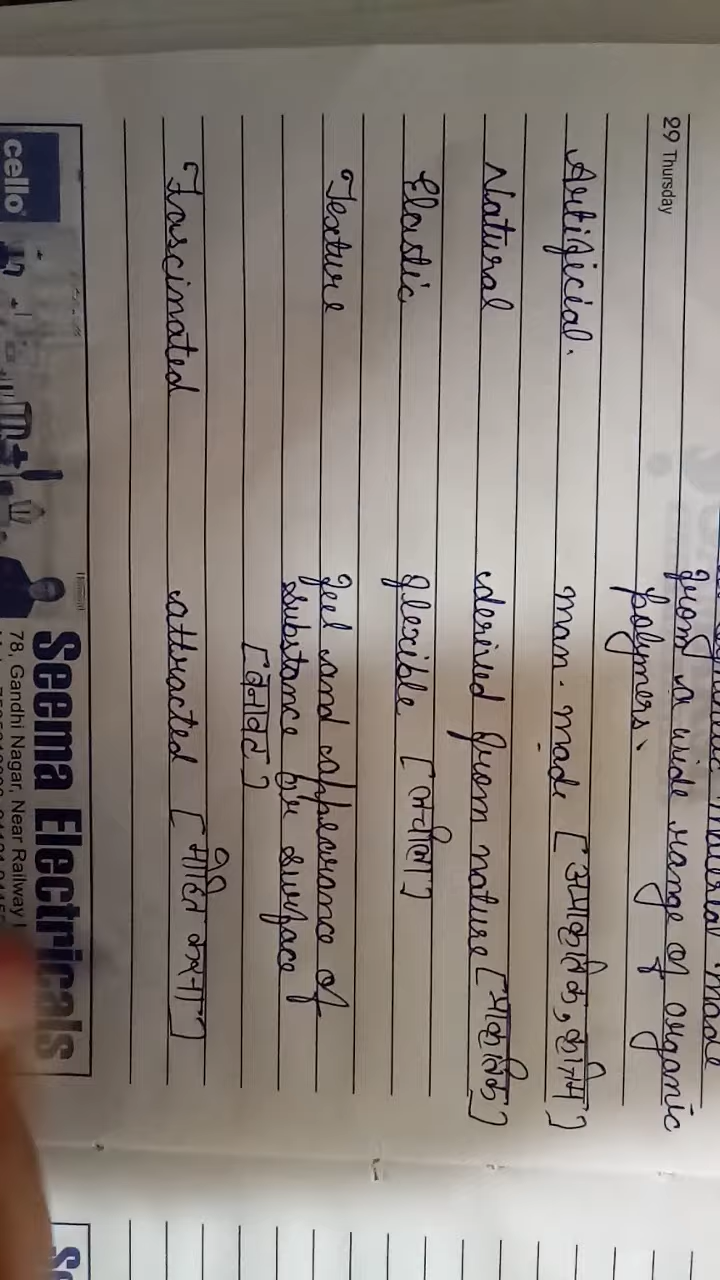 material made
from a wide range of organic
29 Thursday
polymers.
Artificial. man-made [अप्राकृतिक, कृत्रिम]
Natural derived from nature [प्राकृतिक]
Elastic flexible [लचीला]
Texture feel and appearance of
substance or surface
[बनावट]
Fascinated attracted [मोहित करना]
cello
Seema Electricals
78, Gandhi Nagar, Near Railway